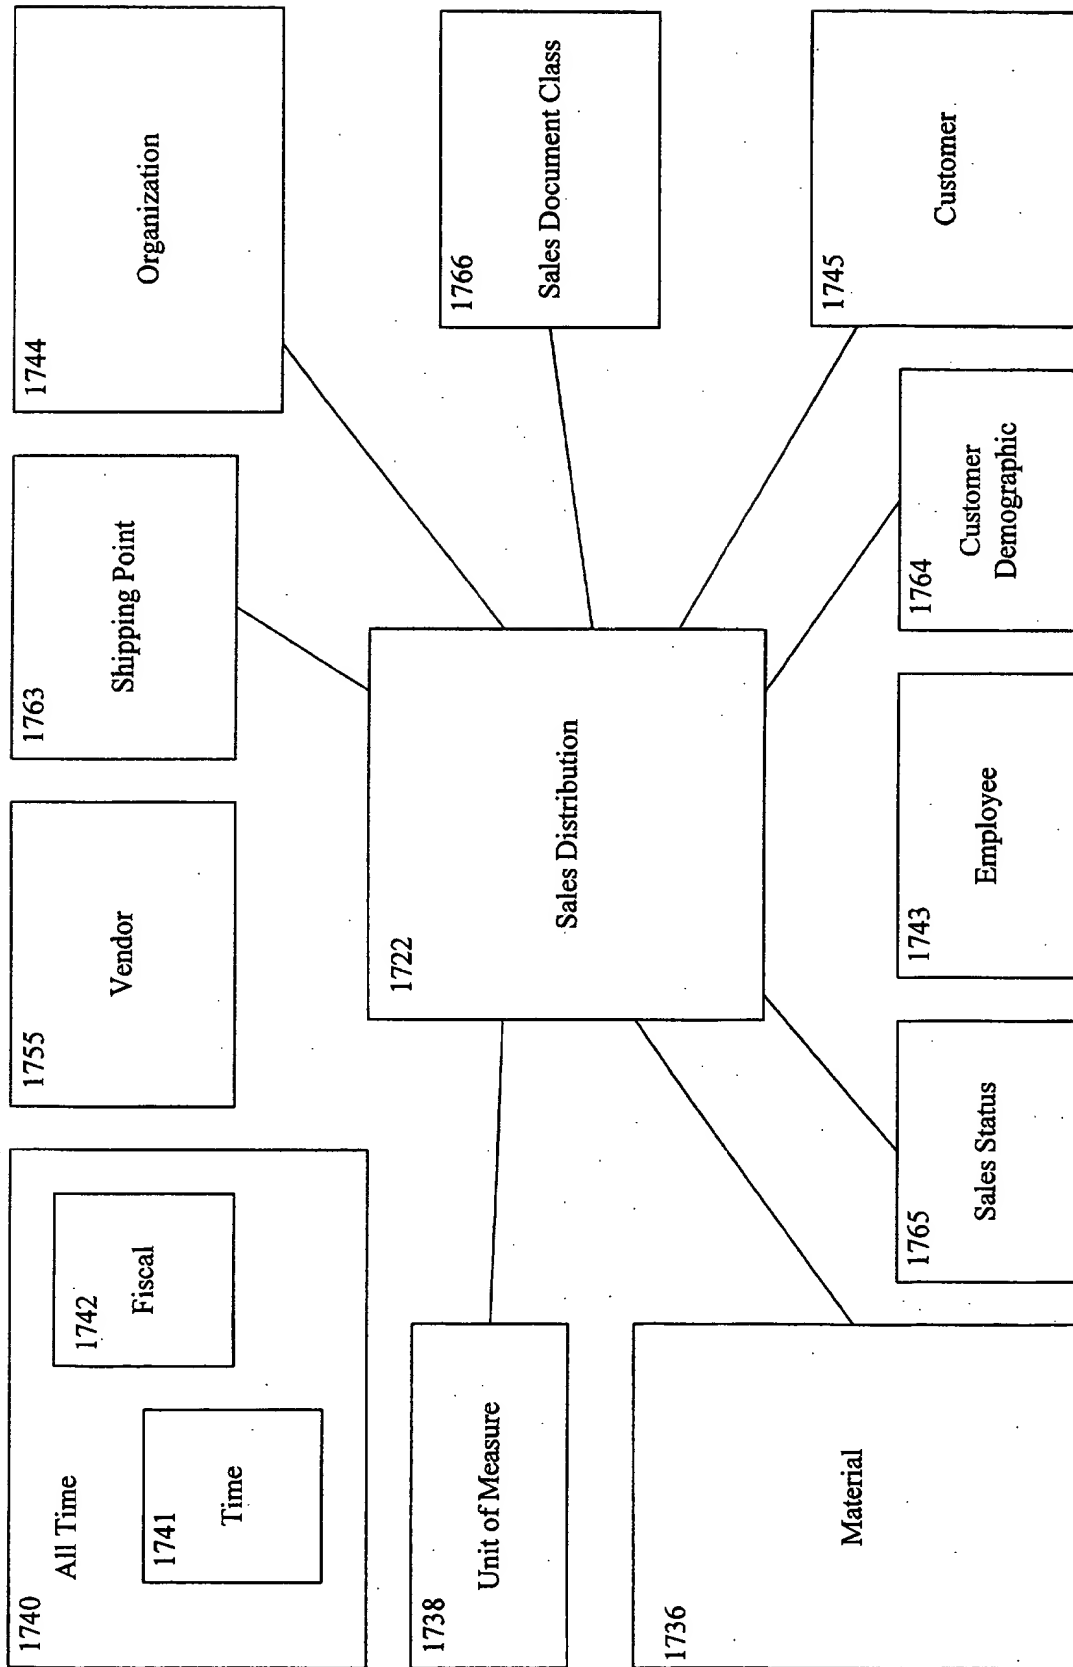 1740
All Time
1741
Time
1742
Fiscal
1755
Vendor
1763
Shipping Point
1744
Organization
1738
Unit of Measure
1722
Sales Distribution
1766
Sales Document Class
1736
Material
1765
Sales Status
1743
Employee
1764
Customer
Demographic
1745
Customer